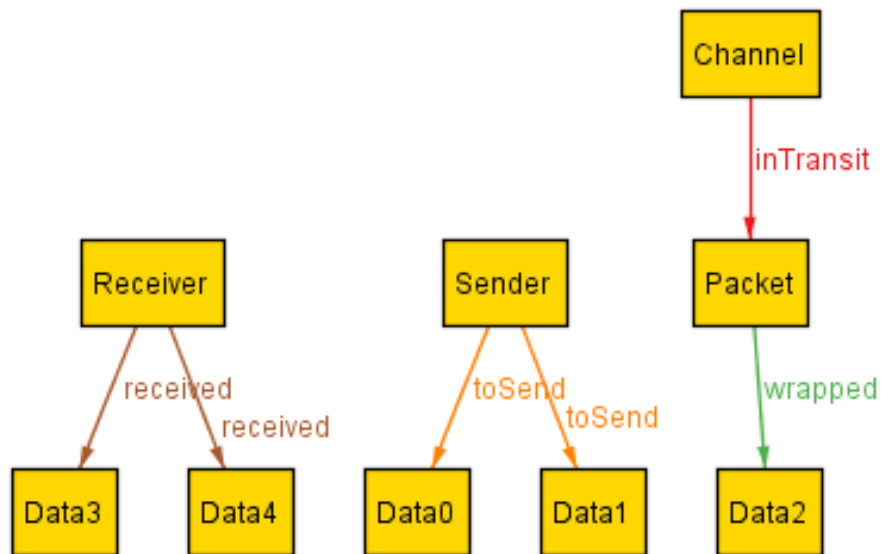 Channel
inTransit
Receiver
Sender
Packet
received
toSend
wrapped
received
toSend
Data3
Data4
Data0
Data1
Data2